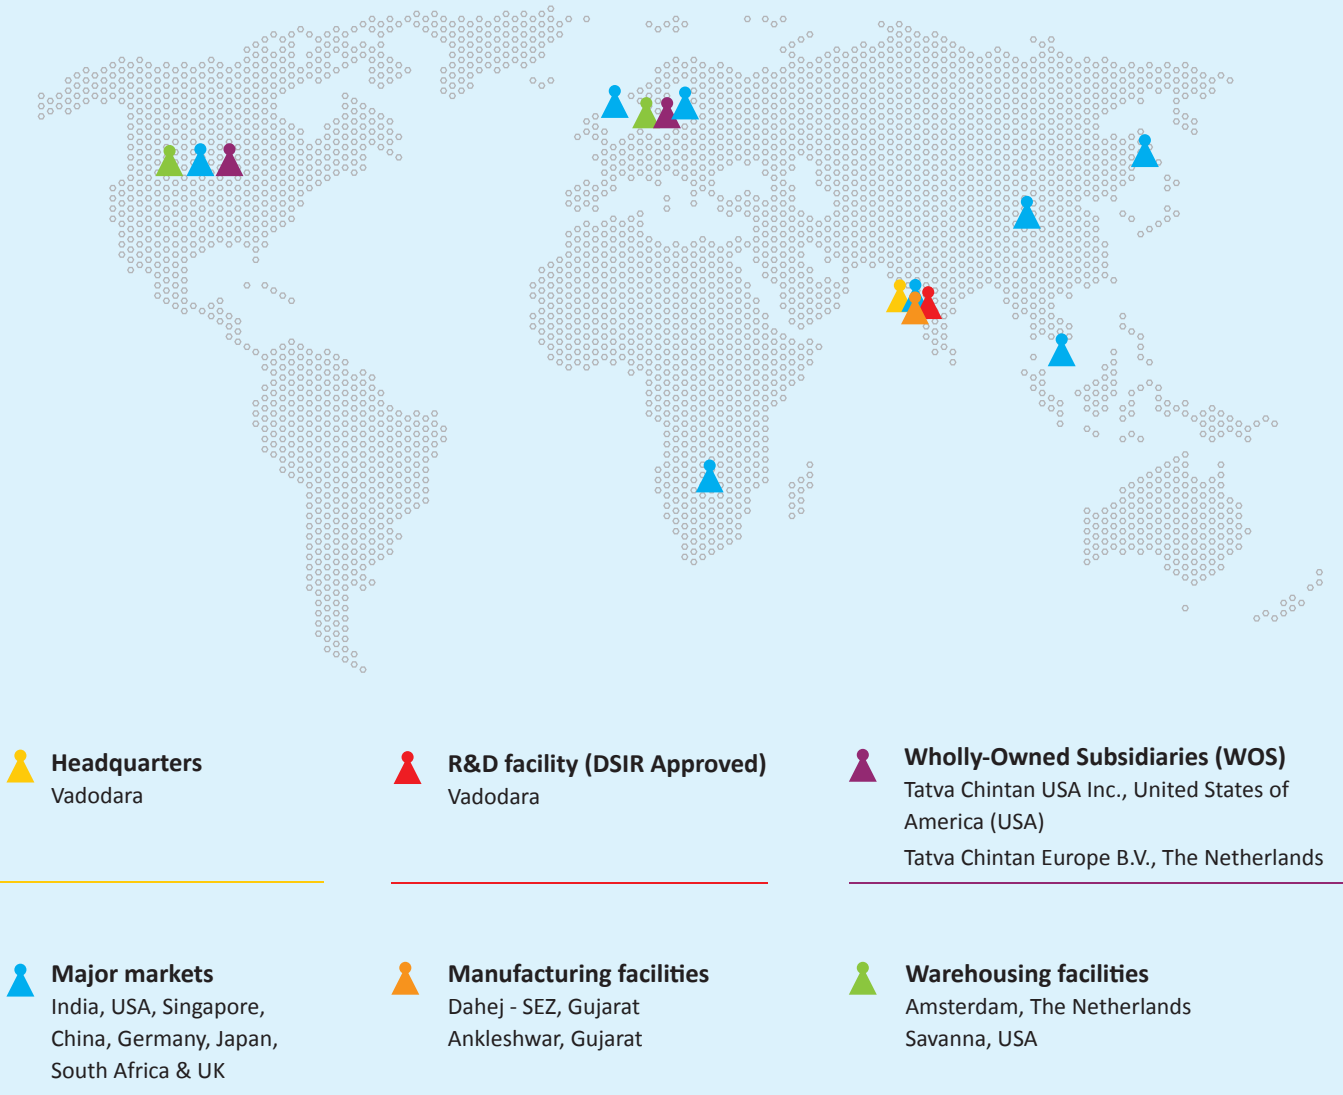 Headquarters
Vadodara
R&D facility (DSIR Approved)
Vadodara
Wholly-Owned Subsidiaries (WOS)
Tatva Chintan USA Inc., United States of
America (USA)
Tatva Chintan Europe B.V., The Netherlands
Major markets
India, USA, Singapore,
China, Germany, Japan,
South Africa & UK
Manufacturing facilities
Dahej - SEZ, Gujarat
Ankleshwar, Gujarat
Warehousing facilities
Amsterdam, The Netherlands
Savanna, USA